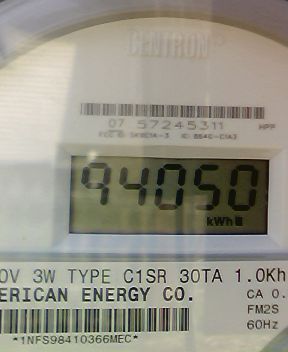 CENTRON
07 57245311 HPP
94050
kWh
0V 3W TYPE C1SR 30TA 1.0Kh
ERICAN ENERGY CO.
CA 0.
FM2S
60Hz
*1NFS98410366MEC*